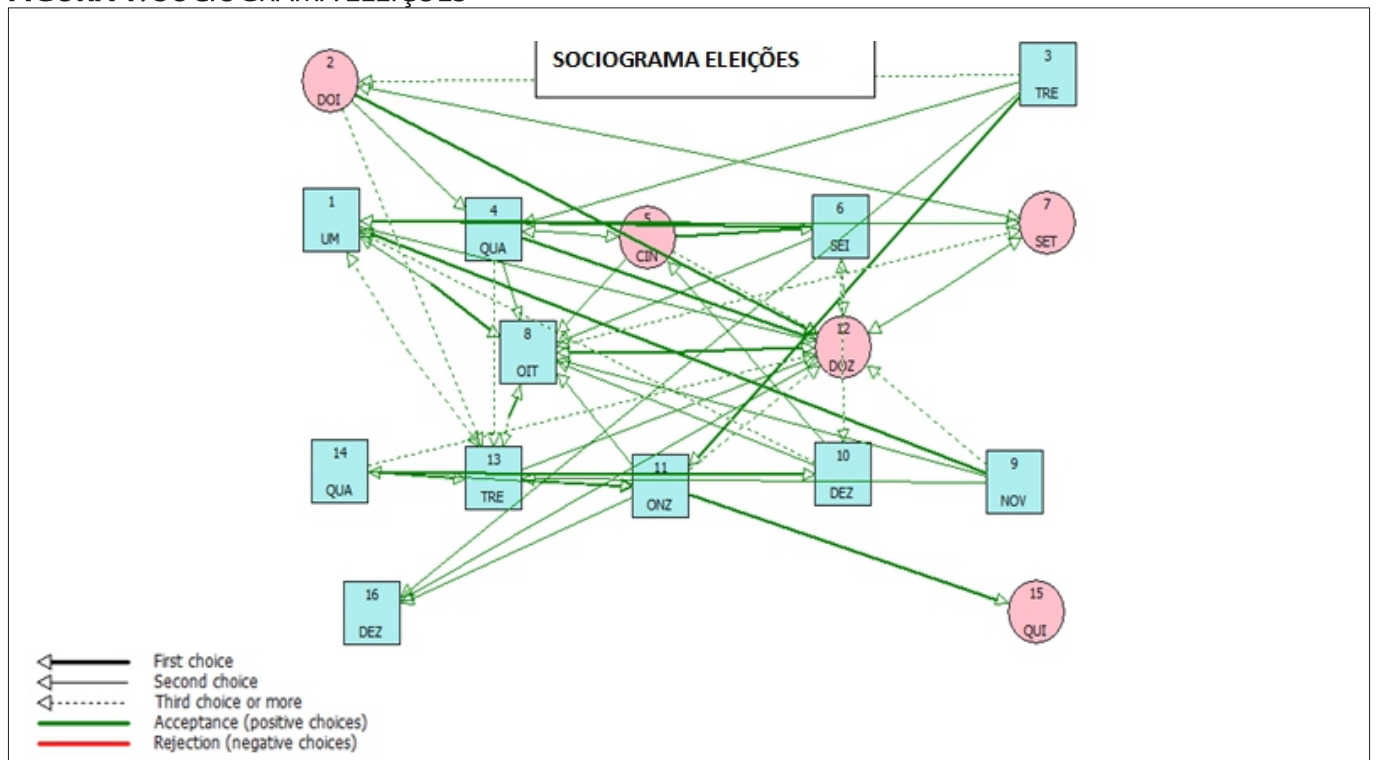 SOCIOGRAMA ELEIÇÕES
2
DOI
3
TRE
1
UM
4
QUA
5
CIN
6
SEI
7
SET
8
OIT
12
DOZ
14
QUA
13
TRE
11
ONZ
10
DEZ
9
NOV
16
DEZ
15
QUI
First choice
Second choice
Third choice or more
Acceptance (positive choices)
Rejection (negative choices)